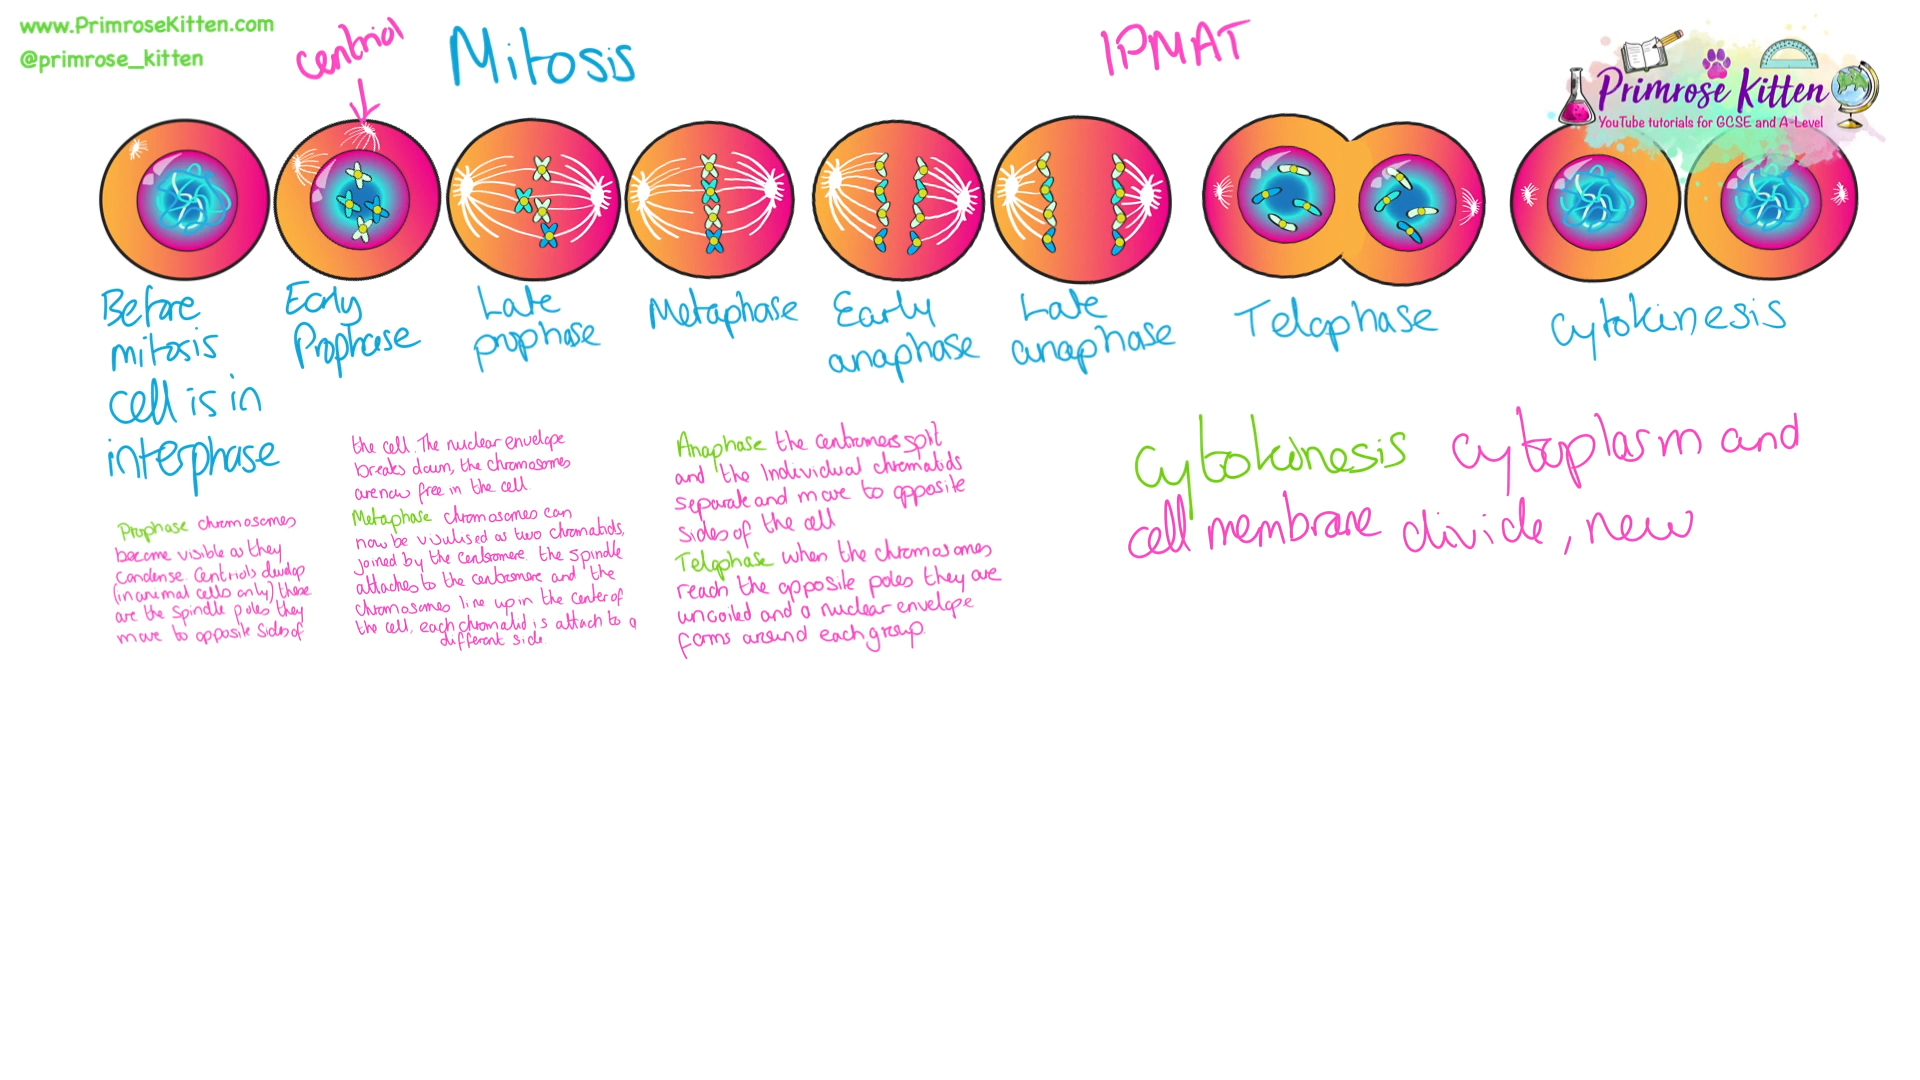 www.PrimroseKitten.com
@primrose_kitten
centriol
Mitosis
IPMAT
Primrose Kitten
YouTube tutorials for GCSE and A-Level
Before
mitosis
cell is in
interphase
Early
Prophase
Late
prophase
Metaphase
Early
anaphase
Late
anaphase
Telophase
Cytokinesis
Prophase chromosomes
become visible as they
condense. Centriols develop
(in animal cells only) these
are the spindle poles they
move to opposite sides of
the cell. The nuclear envelope
breaks down, the chromosomes
are now free in the cell.
Metaphase chromosomes can
now be visulised as two chromatids,
joined by the centromere. the spindle
attaches to the centromere and the
chromosomes line up in the center of
the cell, each chromatid is attach to a
different side
Anaphase the centromers split
and the individual chromatids
separate and move to opposite
sides of the cell
Telophase when the chromosomes
reach the opposite poles they are
uncoiled and a nuclear envelope
forms around each group.
Cytokinesis cytoplasm and
cell membrane divide, new